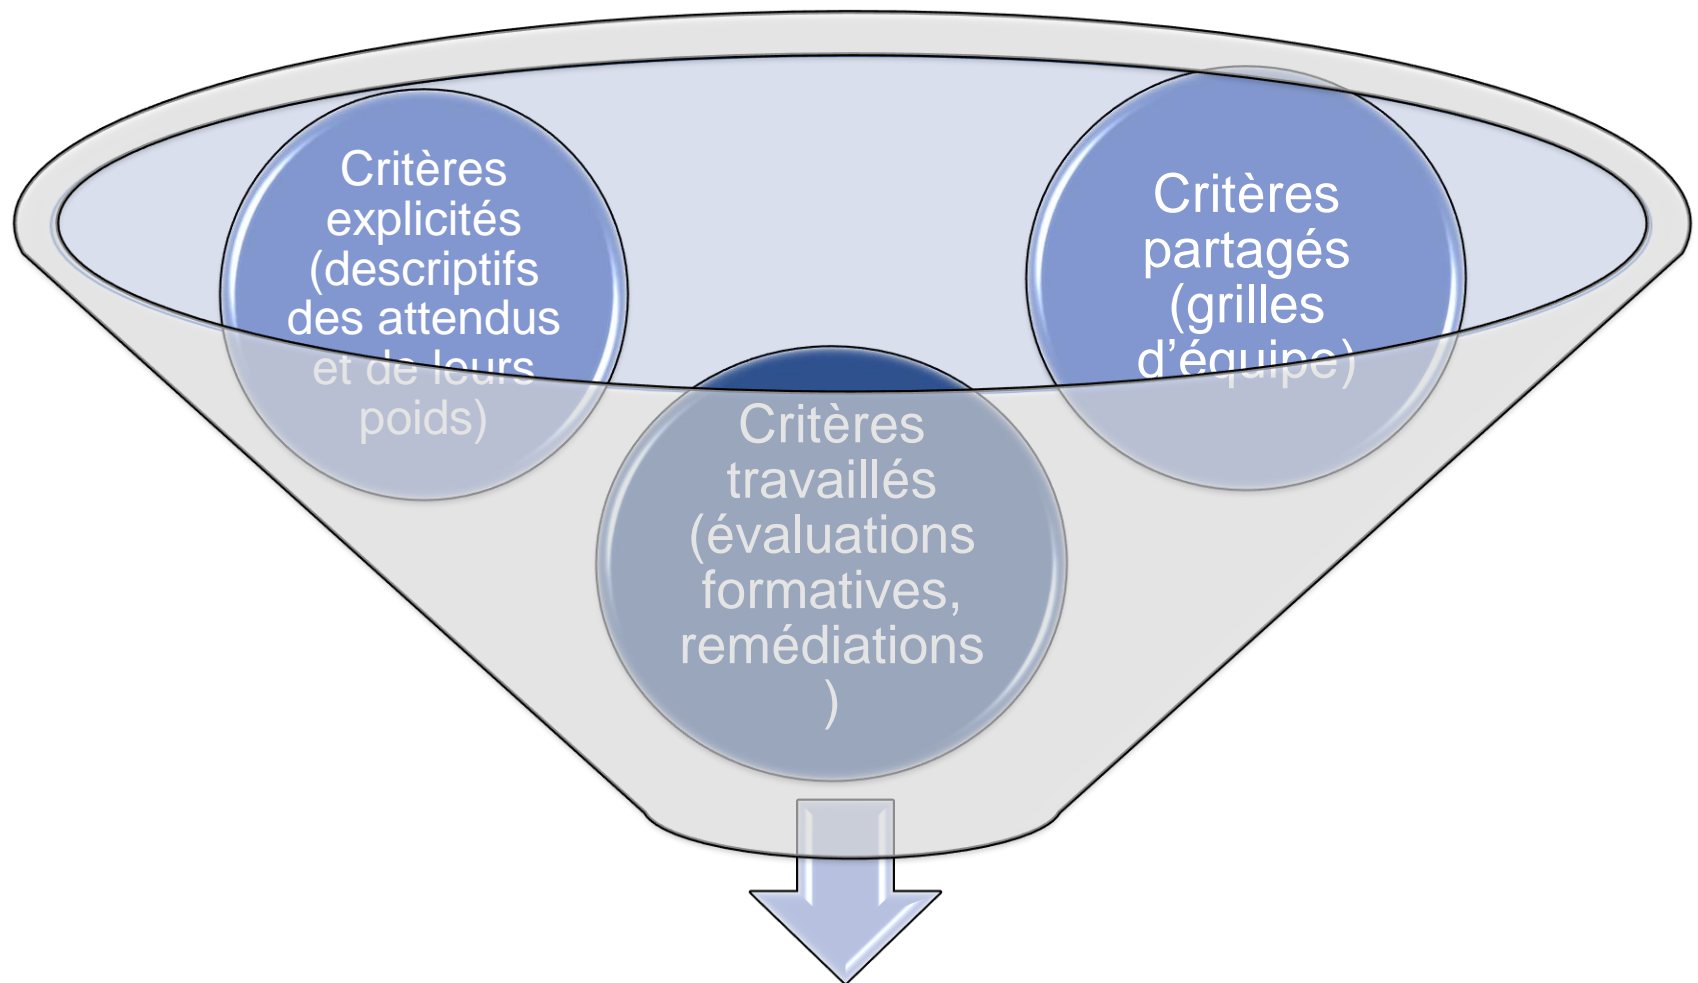 Critères
explicités
(descriptifs
des attendus
et de leurs
poids)
Critères
partagés
(grilles
d’équipe)
Critères
travaillés
(évaluations
formatives,
remédiations
)